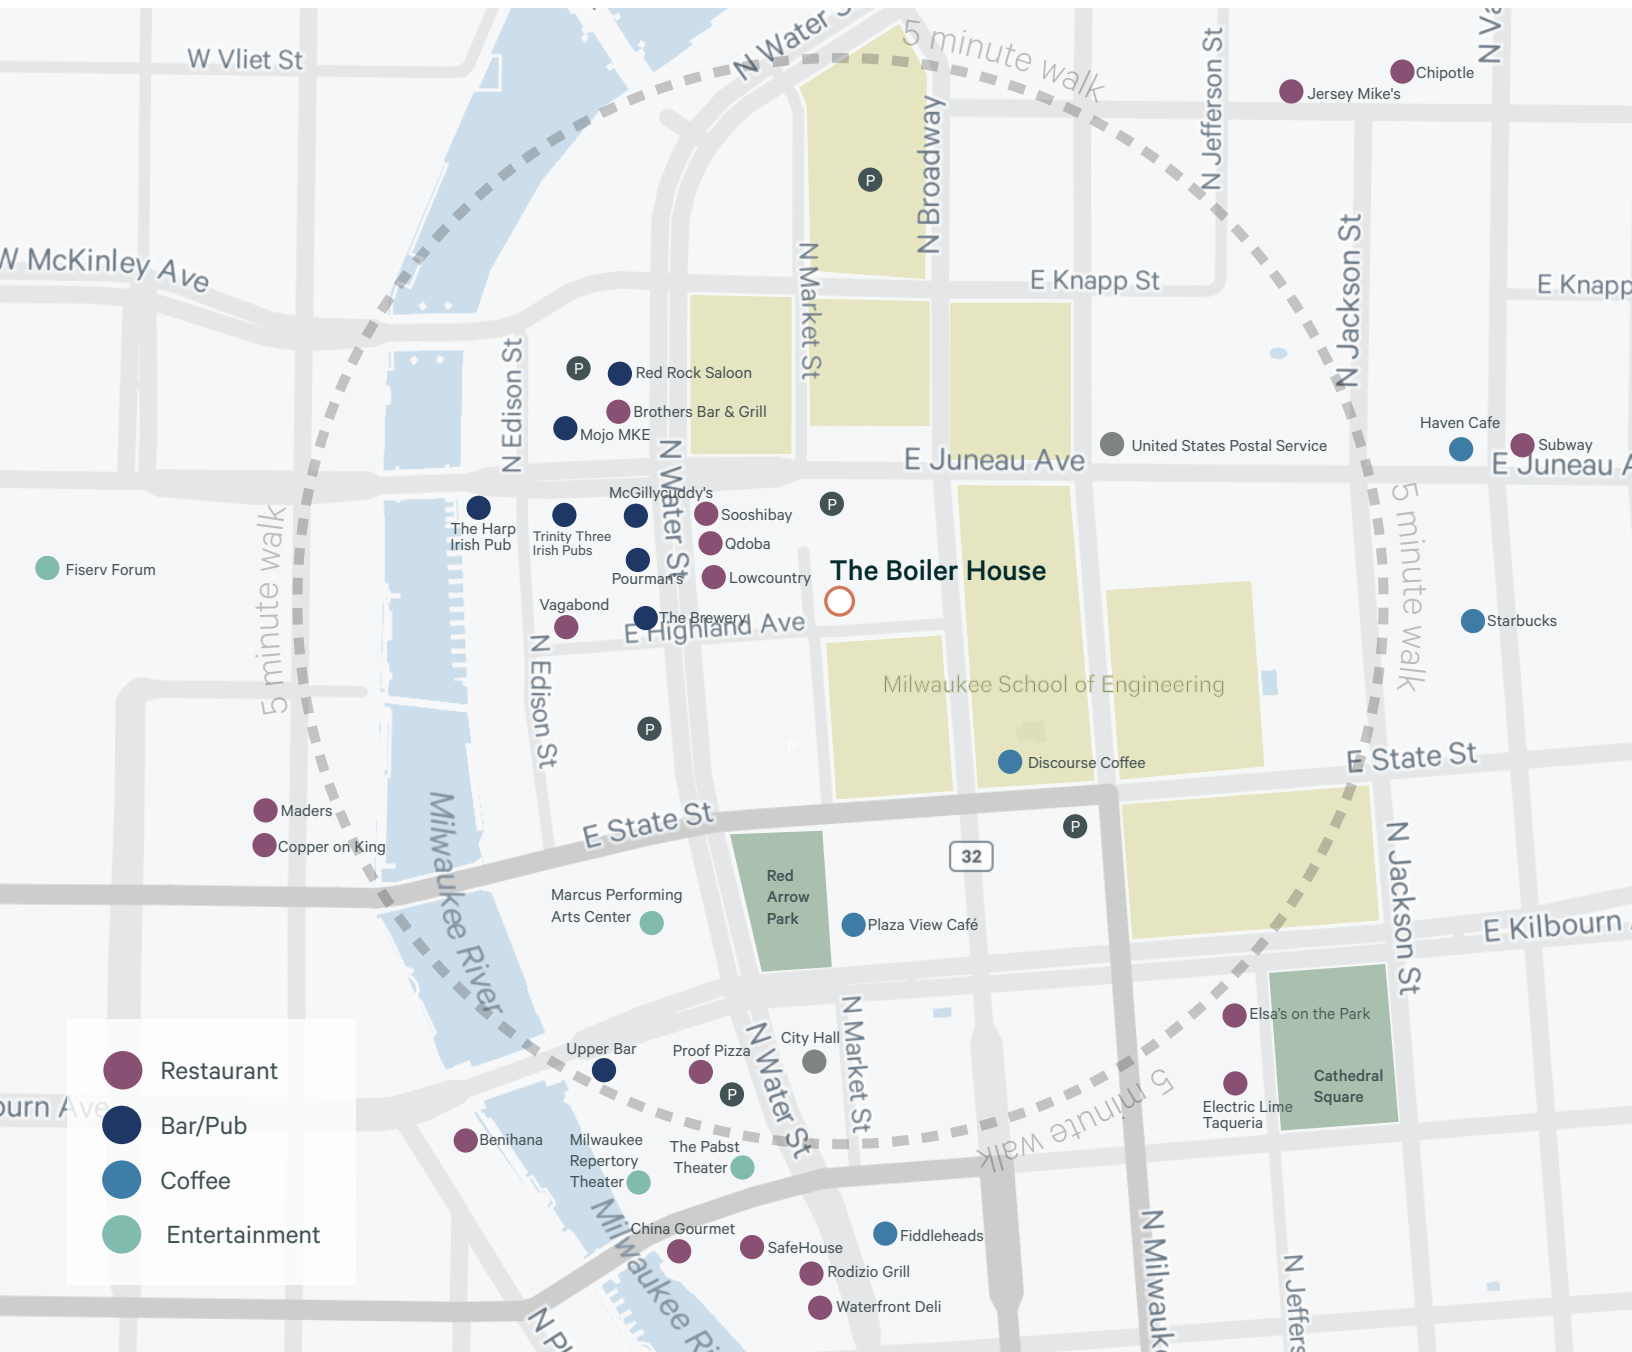 5 minute walk
N Water S
W Vliet St
N Jefferson St
N Va
Chipotle
Jersey Mike's
N Broadway
P
W McKinley Ave
N Market St
E Knapp St
N Jackson St
E Knapp
N Edison St
P
Red Rock Saloon
Brothers Bar & Grill
Mojo MKE
N Water St
E Juneau Ave
United States Postal Service
Haven Cafe
Subway
E Juneau A
McGillycuddy's
The Harp
Irish Pub
Trinity Three
Irish Pubs
Sooshibay
Qdoba
P
Pourman's
Lowcountry
The Boiler House
5 minute walk
5 minute walk
Fiserv Forum
Vagabond
The Brewery
E Highland Ave
Starbucks
N Edison St
Milwaukee School of Engineering
P
P
Discourse Coffee
E State St
Maders
Copper on King
Milwaukee River
E State St
P
32
N Jackson St
Red
Arrow
Park
Marcus Performing
Arts Center
Plaza View Café
E Kilbourn
Elsa's on the Park
N Water St
N Market St
City Hall
Upper Bar
Proof Pizza
P
Cathedral
Square
Electric Lime
Taqueria
5 minute walk
Restaurant
Bar/Pub
Coffee
Entertainment
ourn Ave
Benihana
Milwaukee
Repertory
Theater
The Pabst
Theater
Milwaukee Ri
China Gourmet
SafeHouse
Fiddleheads
Rodizio Grill
Waterfront Deli
N Pl
N Milwauk
N Jeffers